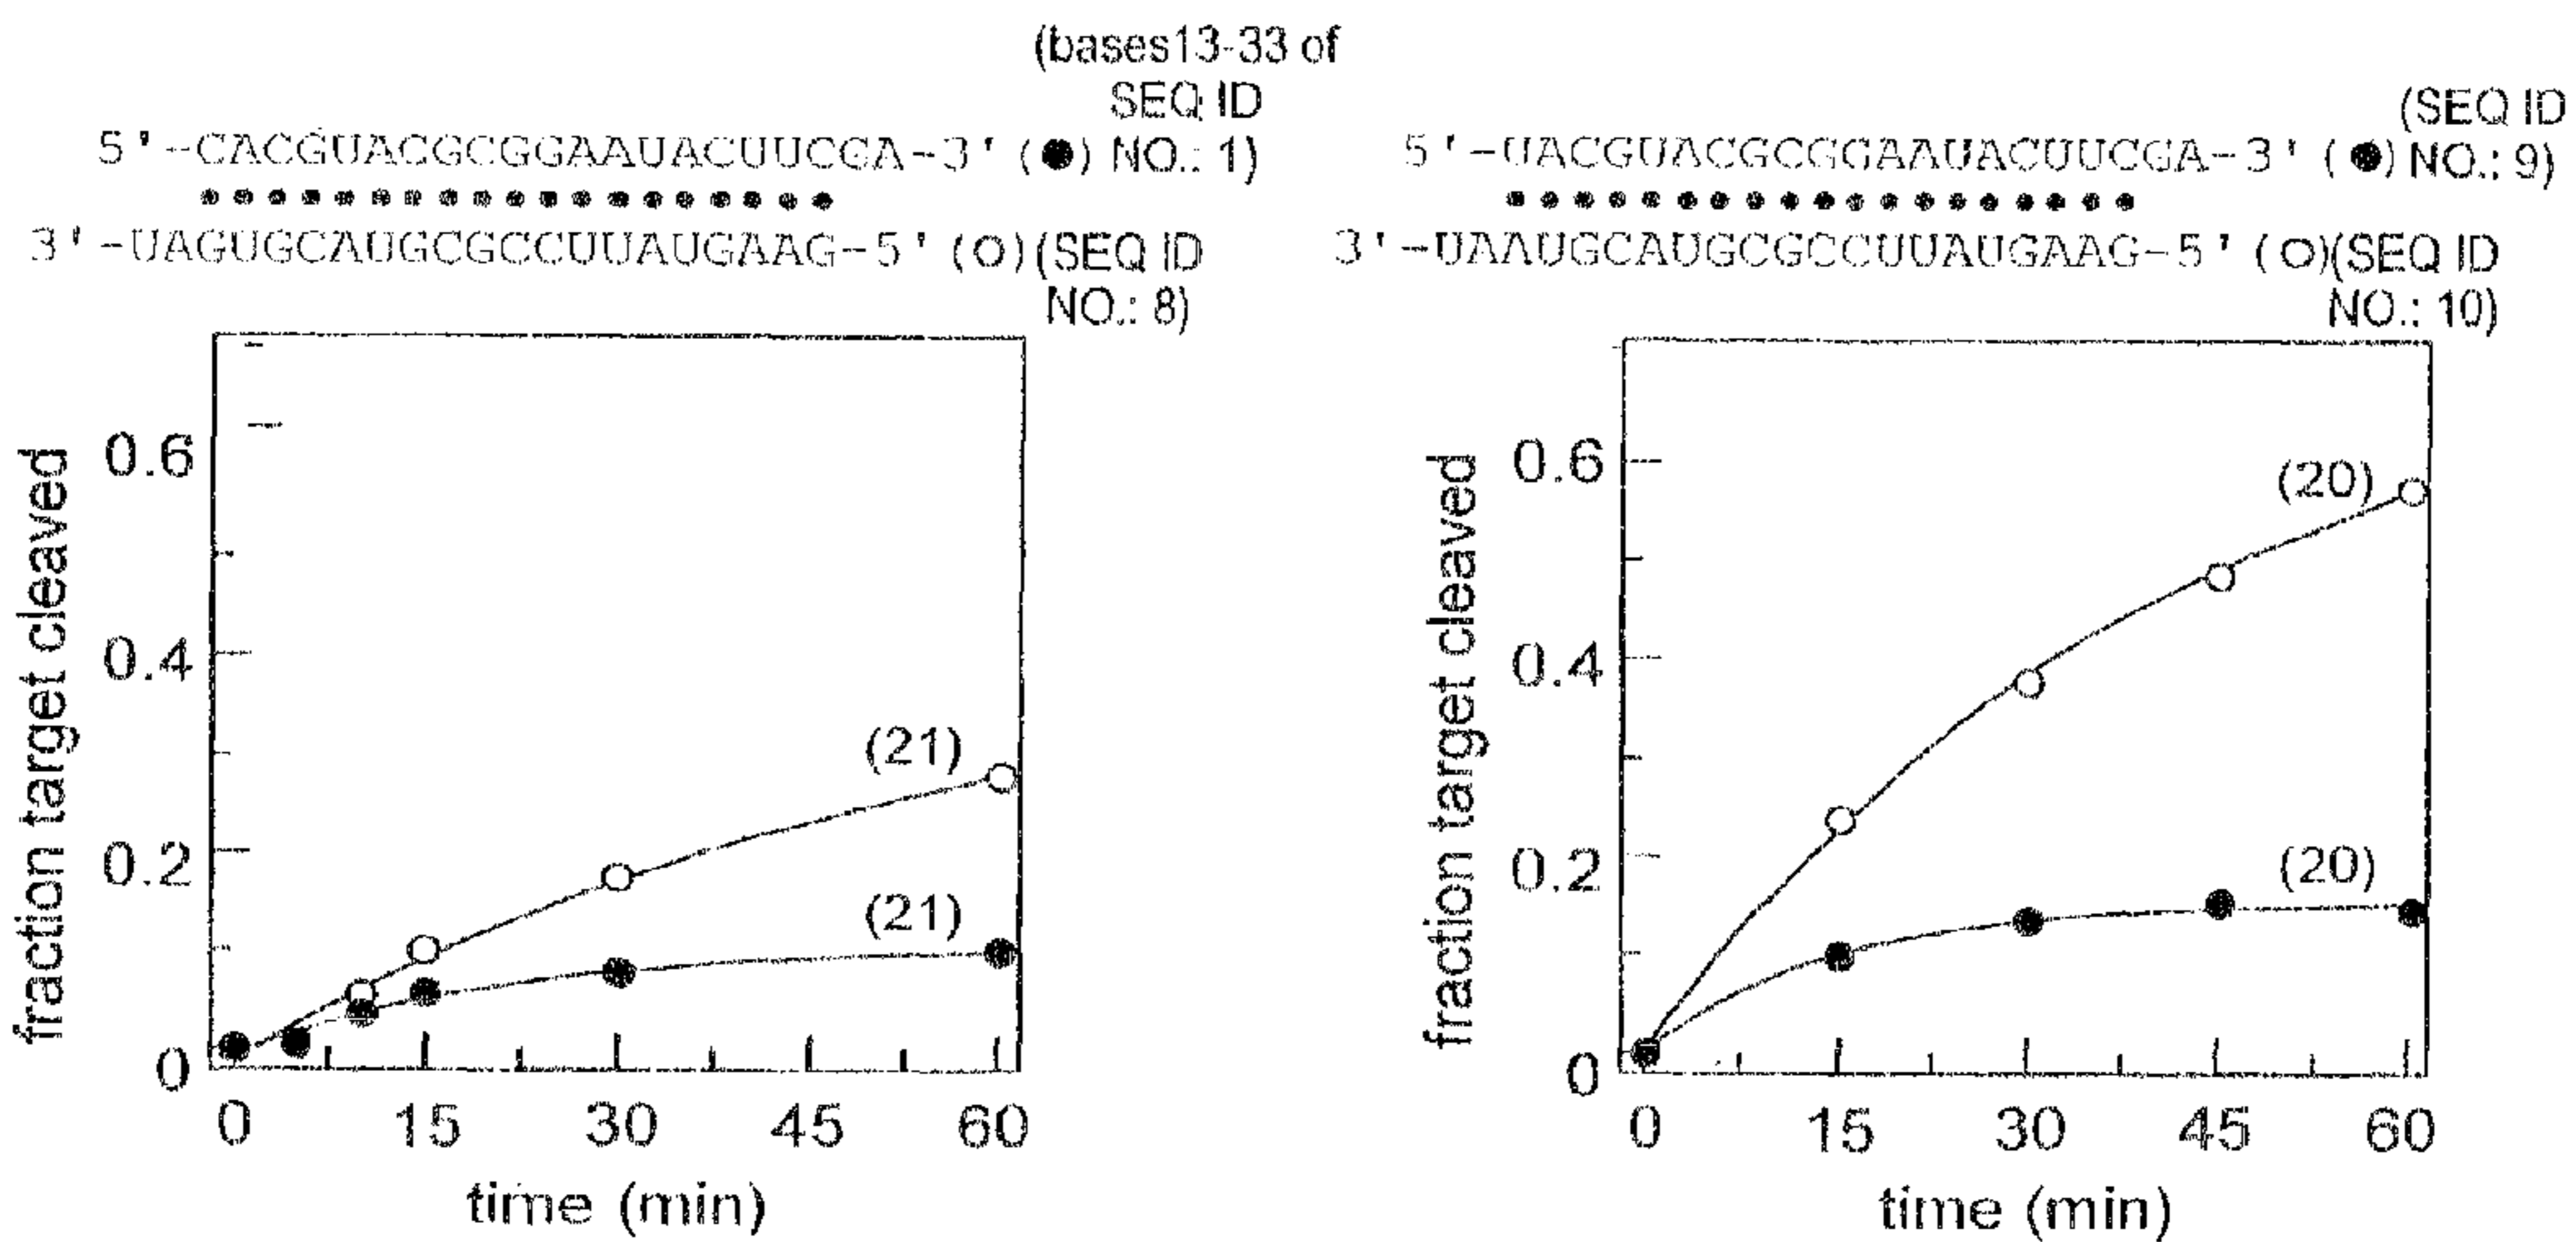 (bases13-33 of
SEQ ID
5'-CACGUACGCGGAAUACUUCGA-3' (●) NO.: 1)
3'-UAGUGCAUGCGCCUUAUGAAG-5' (○)(SEQ ID
NO.: 8)
fraction target cleaved
0.6
0.4
0.2
0
(21)
(21)
0 15 30 45 60
time (min)
(SEQ ID
5'-UACGUACGCGGAAUACUUCGA-3' (●) NO.: 9)
3'-UAAUGCAUGCGCCUUAUGAAG-5' (○)(SEQ ID
NO.: 10)
fraction target cleaved
0.6
0.4
0.2
0
(20)
(20)
0 15 30 45 60
time (min)